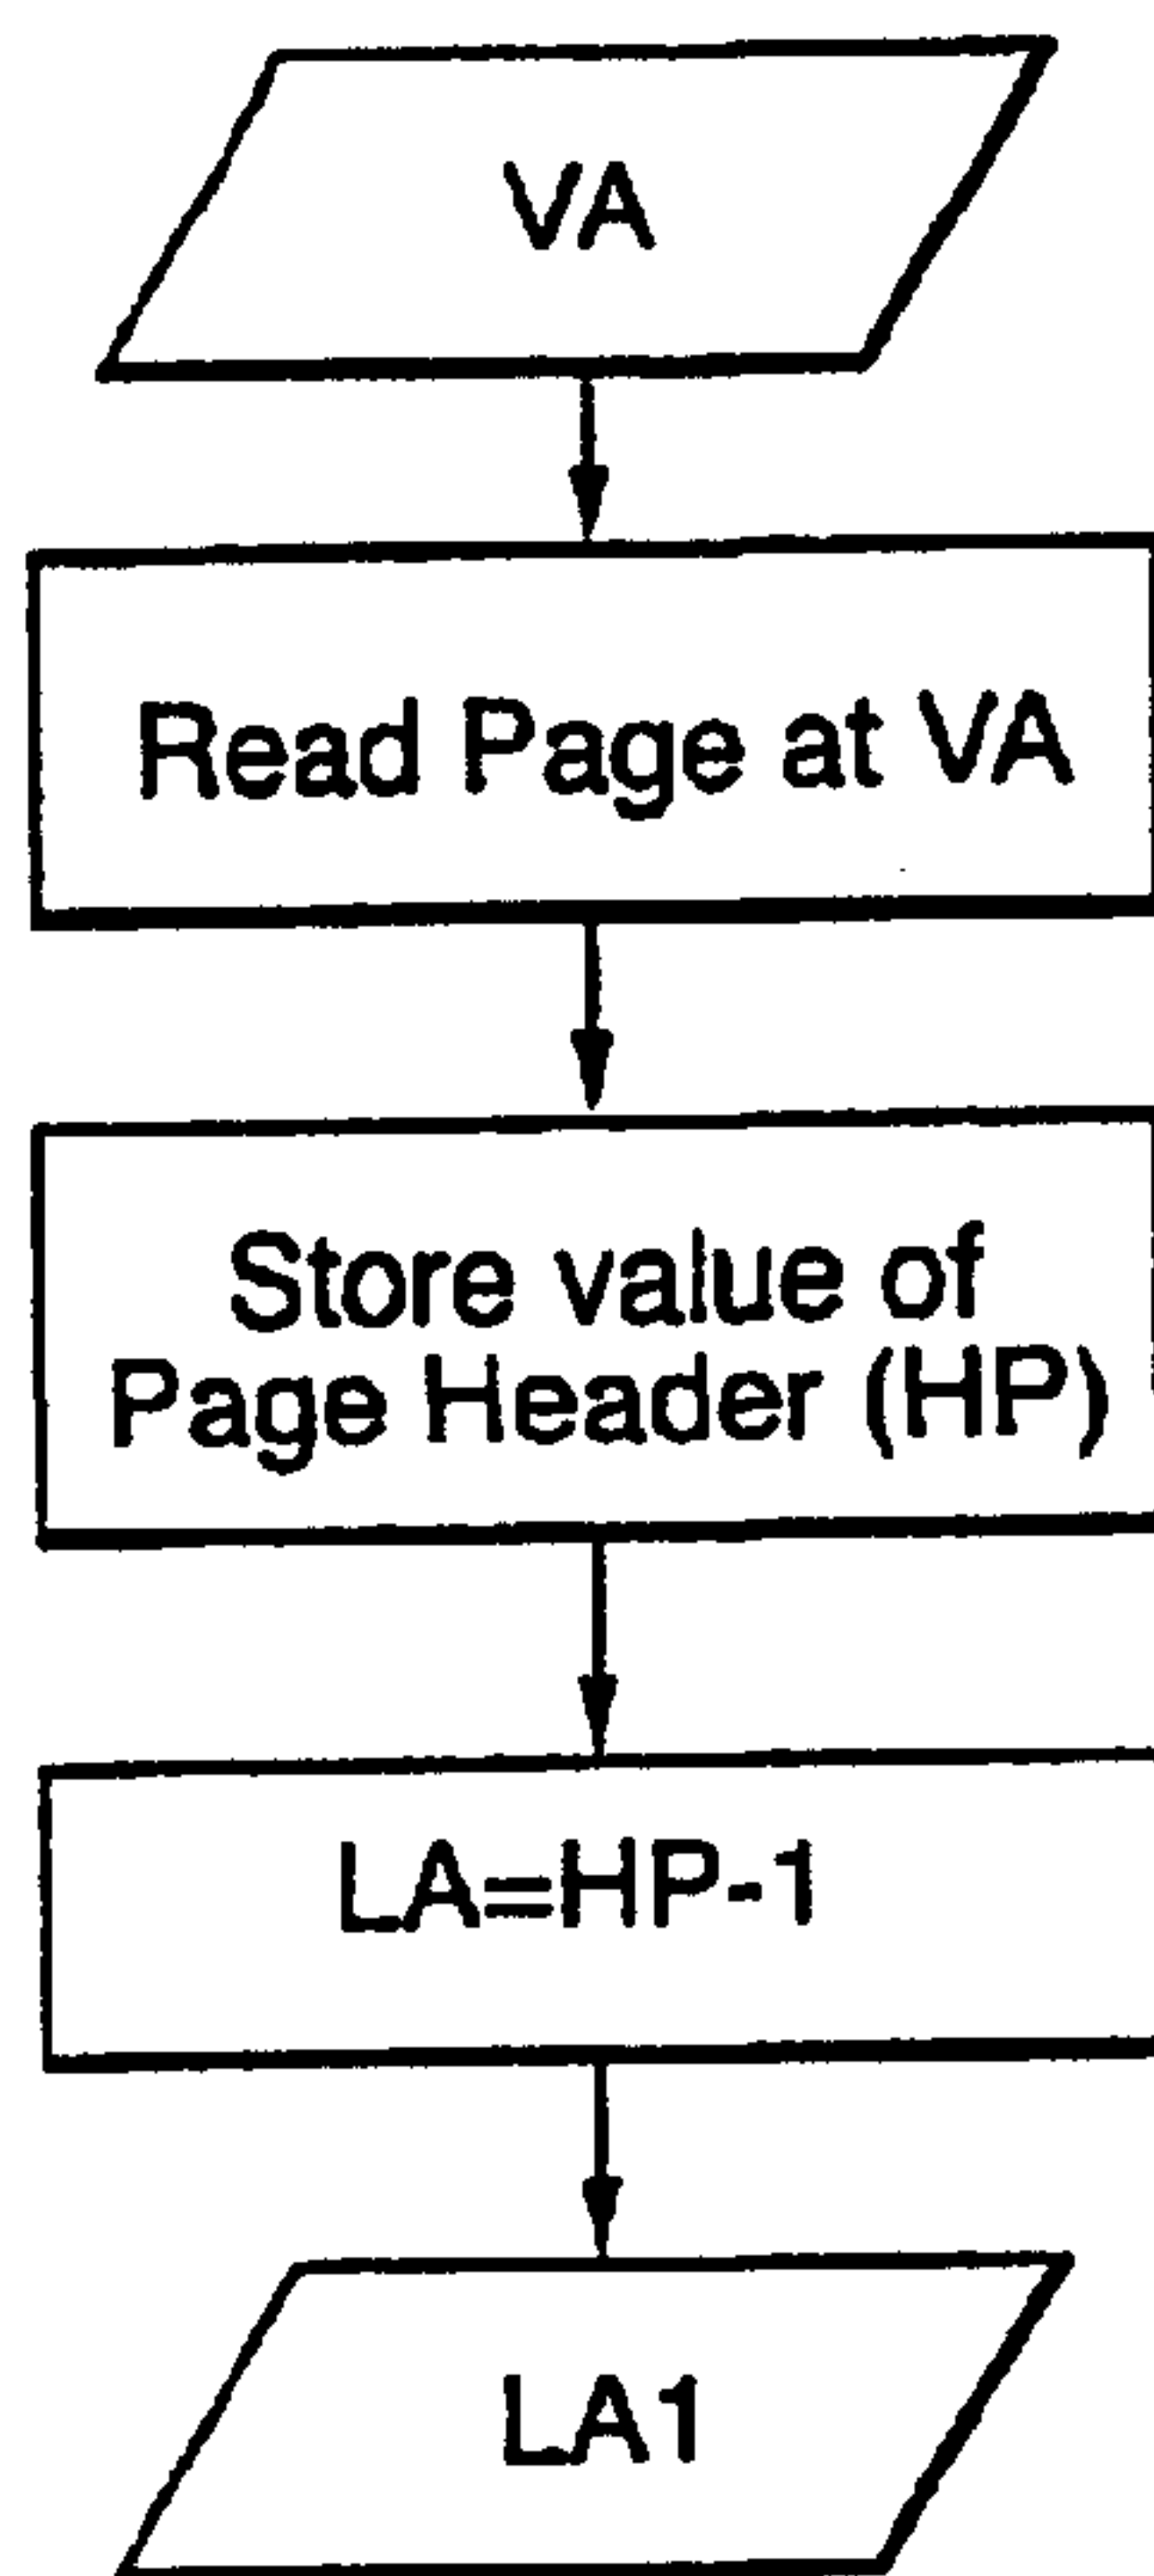 VA
Read Page at VA
Store value of
Page Header (HP)
LA=HP-1
LA1